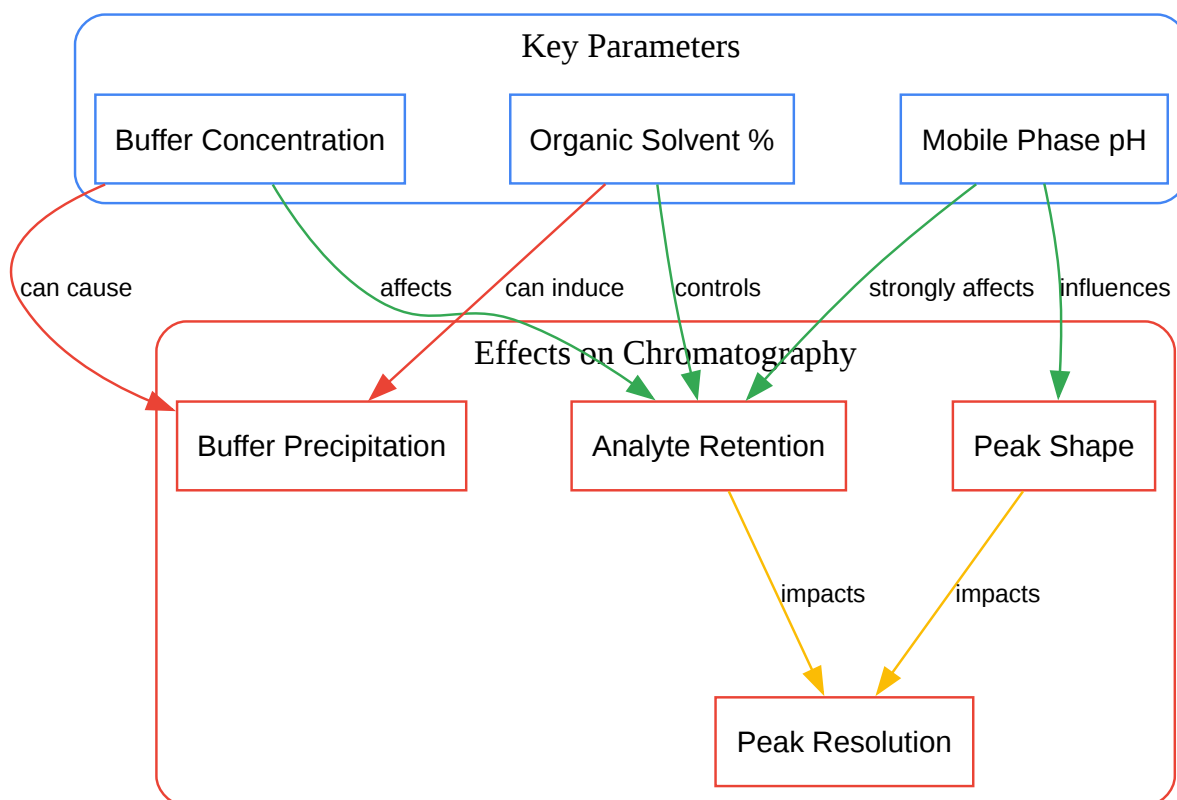 Key Parameters
Buffer Concentration
Organic Solvent %
Mobile Phase pH
can cause
affects
can induce
controls
strongly affects
influences
Effects on Chromatography
Buffer Precipitation
Analyte Retention
Peak Shape
impacts
impacts
Peak Resolution